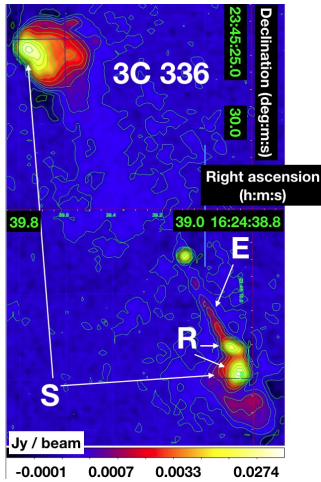 23:45:25.0
30.0
Declination (deg:m:s)
3C 336
Right ascension
(h:m:s)
39.8
39.0 16:24:38.8
E
R
S
Jy / beam
-0.0001 0.0007 0.0033 0.0274